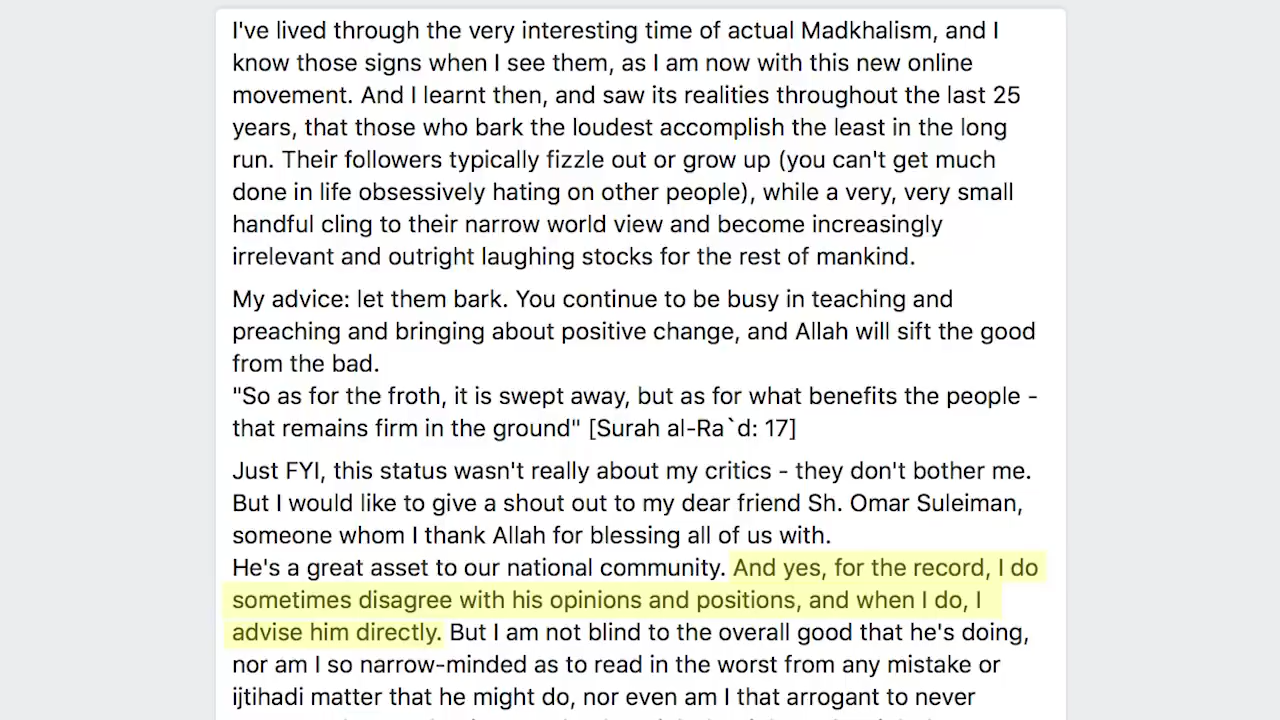 I've lived through the very interesting time of actual Madkhalism, and I
know those signs when I see them, as I am now with this new online
movement. And I learnt then, and saw its realities throughout the last 25
years, that those who bark the loudest accomplish the least in the long
run. Their followers typically fizzle out or grow up (you can't get much
done in life obsessively hating on other people), while a very, very small
handful cling to their narrow world view and become increasingly
irrelevant and outright laughing stocks for the rest of mankind.
My advice: let them bark. You continue to be busy in teaching and
preaching and bringing about positive change, and Allah will sift the good
from the bad.
"So as for the froth, it is swept away, but as for what benefits the people -
that remains firm in the ground" [Surah al-Ra`d: 17]
Just FYI, this status wasn't really about my critics - they don't bother me.
But I would like to give a shout out to my dear friend Sh. Omar Suleiman,
someone whom I thank Allah for blessing all of us with.
He's a great asset to our national community. And yes, for the record, I do
sometimes disagree with his opinions and positions, and when I do, I
advise him directly. But I am not blind to the overall good that he's doing,
nor am I so narrow-minded as to read in the worst from any mistake or
ijtihadi matter that he might do, nor even am I that arrogant to never